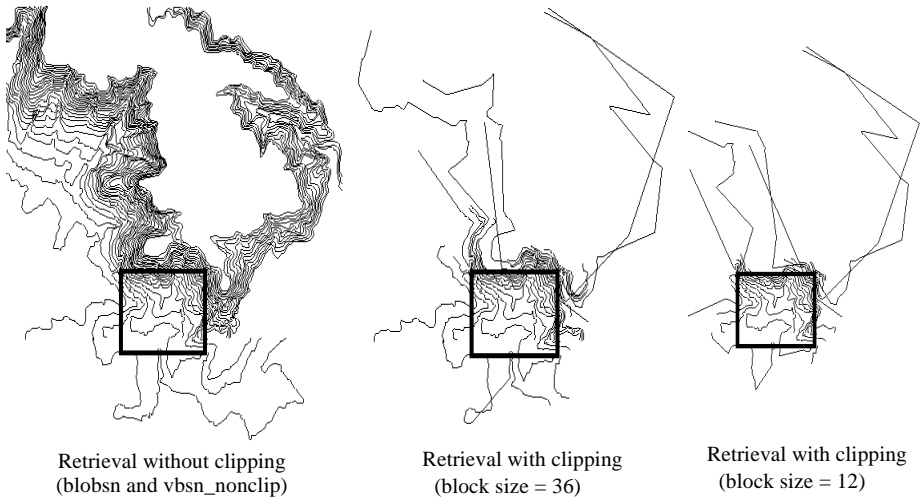 Retrieval without clipping
(blobsn and vbsn_nonclip)
Retrieval with clipping
(block size = 36)
Retrieval with clipping
(block size = 12)